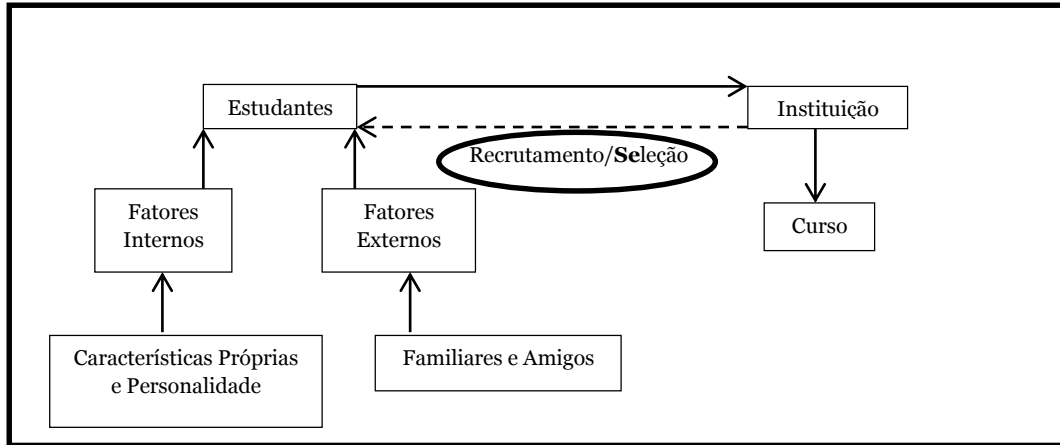 Estudantes
Instituição
Recrutamento/Seleção
Fatores
Internos
Fatores
Externos
Curso
Características Próprias
e Personalidade
Familiares e Amigos